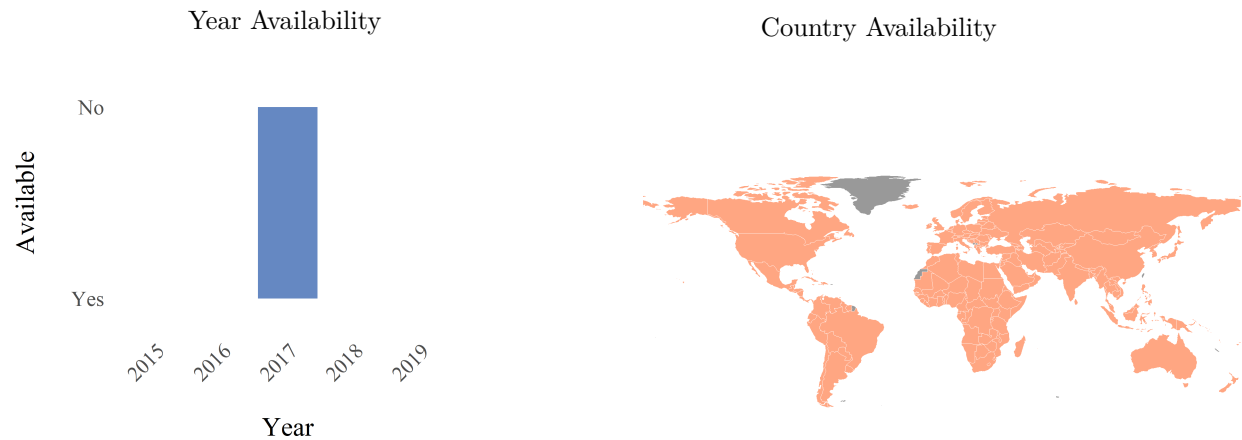 Year Availability
Country Availability
Available
No
Yes
2015
2016
2017
2018
2019
Year